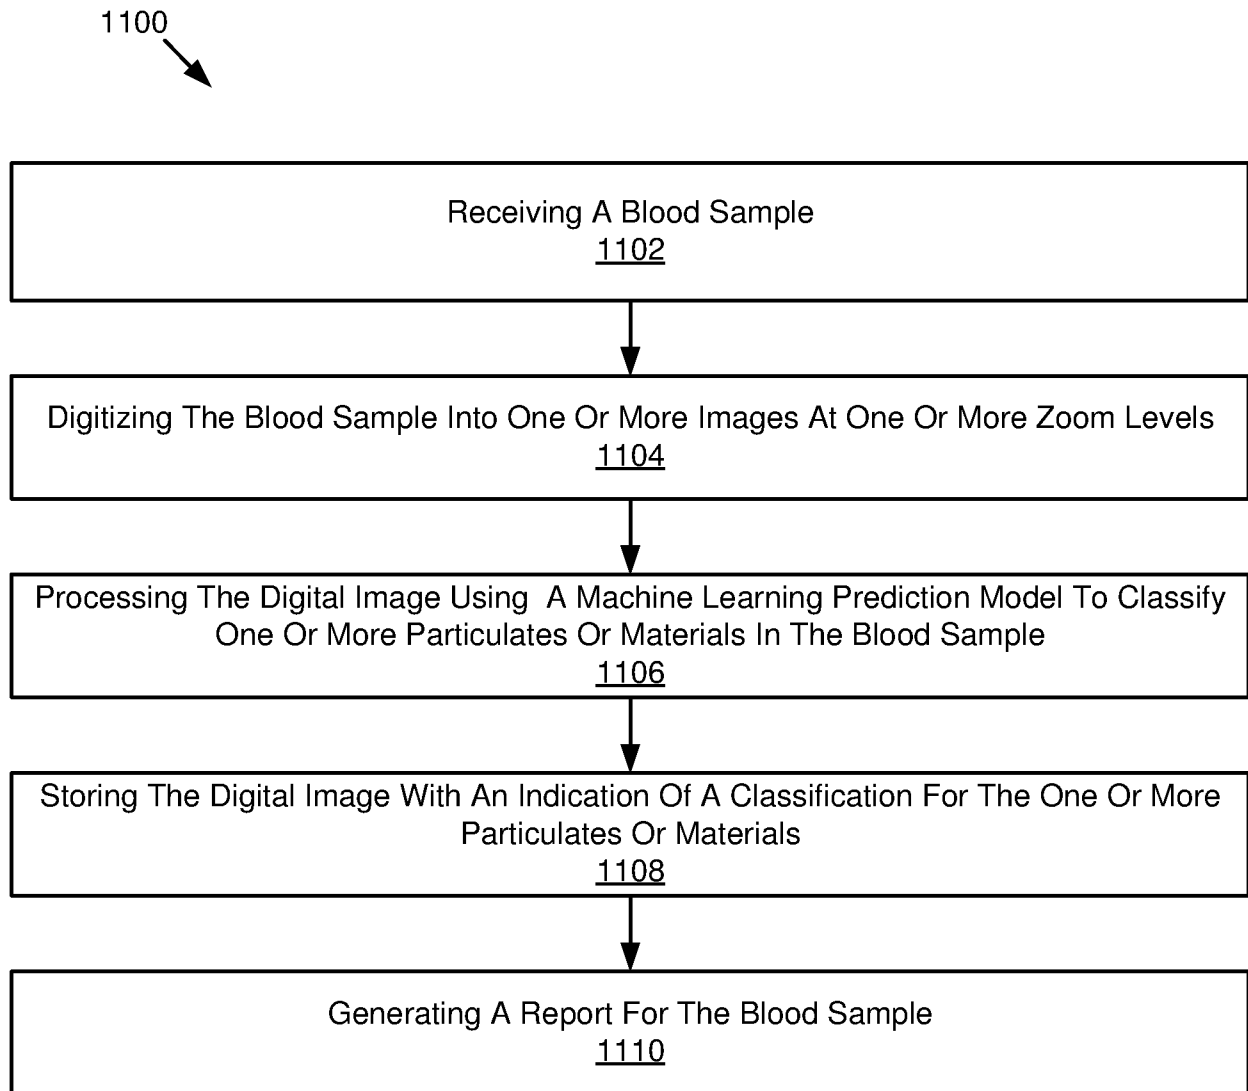 1100
Receiving A Blood Sample
1102
Digitizing The Blood Sample Into One Or More Images At One Or More Zoom Levels
1104
Processing The Digital Image Using A Machine Learning Prediction Model To Classify
One Or More Particulates Or Materials In The Blood Sample
1106
Storing The Digital Image With An Indication Of A Classification For The One Or More
Particulates Or Materials
1108
Generating A Report For The Blood Sample
1110